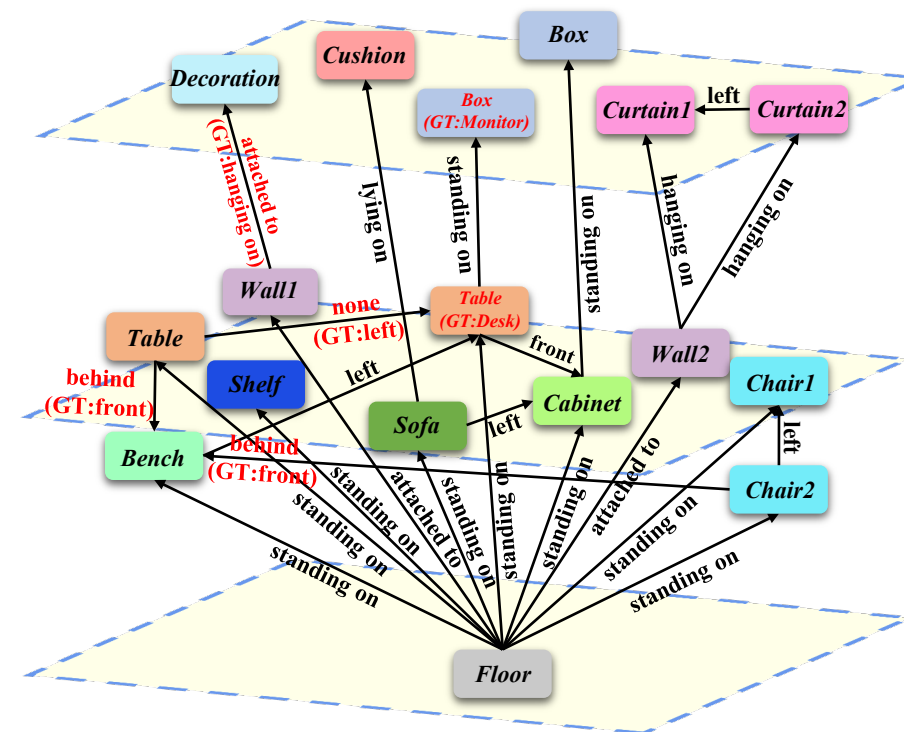 Box
Cushion
Decoration
Box
(GT:Monitor)
Curtain1
left
Curtain2
attached to
(GT:hanging on)
lying on
standing on
standing on
hanging on
hanging on
Wall1
none
(GT:left)
Table
(GT:Desk)
Table
front
Wall2
behind
(GT:front)
Shelf
left
Chair1
Cabinet
Sofa
left
Bench
behind
(GT:front)
left
Chair2
standing on
standing on
standing on
attached to
standing on
standing on
standing on
attached to
standing on
standing on
Floor